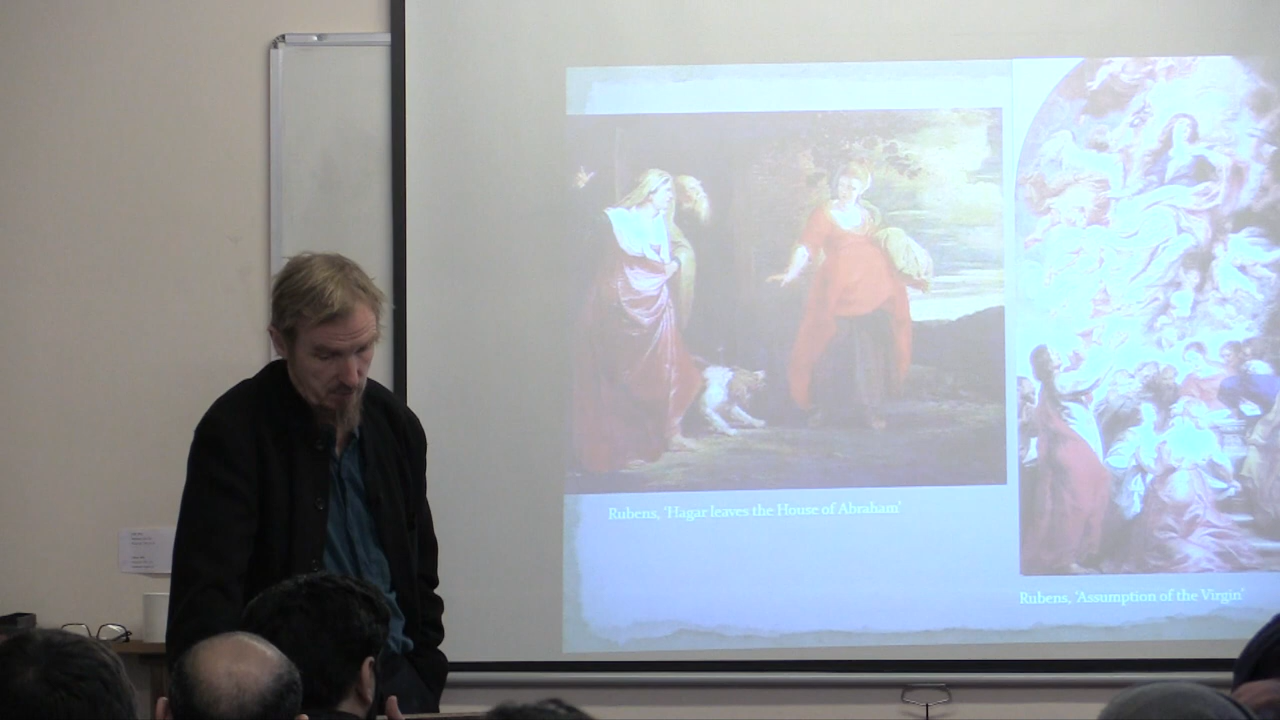 Rubens, ‘Hagar leaves the House of Abraham’
Rubens, ‘Assumption of the Virgin’